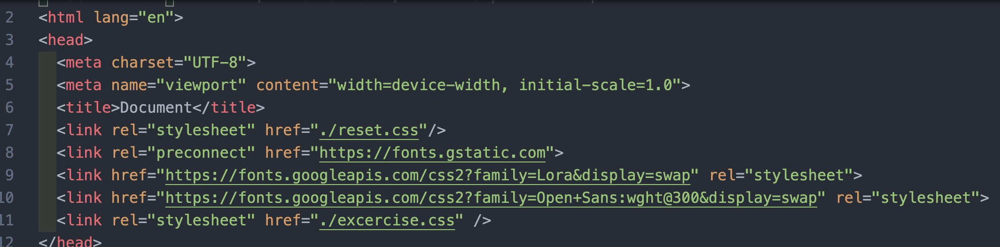 2 <html lang="en">
3 <head>
4 <meta charset="UTF-8">
5 <meta name="viewport" content="width=device-width, initial-scale=1.0">
6 <title>Document</title>
7 <link rel="stylesheet" href="./reset.css"/>
8 <link rel="preconnect" href="https://fonts.gstatic.com">
9 <link href="https://fonts.googleapis.com/css2?family=Lora&display=swap" rel="stylesheet">
10 <link href="https://fonts.googleapis.com/css2?family=Open+Sans:wght@300&display=swap" rel="stylesheet">
11 <link rel="stylesheet" href="./excercise.css" />
12 </head>